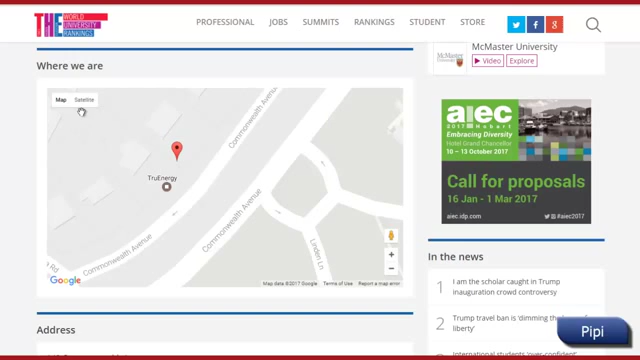 THE
WORLD
UNIVERSITY
RANKINGS
PROFESSIONAL JOBS SUMMITS RANKINGS STUDENT STORE
Where we are
Map Satellite
Commonwealth Avenue
TruEnergy
Commonwealth Avenue
Commonwealth Avenue
Linden Ln
Google
Map data ©2017 Google Terms of Use Report a map error
Address
McMaster University
McMaster
University
Video Explore
aiec
2017 Hobart
Embracing Diversity
Hotel Grand Chancellor
10 – 13 October 2017
Call for proposals
16 Jan - 1 Mar 2017
aiec.idp.com
#aiec2017
In the news
1 I am the scholar caught in Trump
inauguration crowd controversy
2 Trump travel ban is 'dimming the
liberty'
International students 'over-confident'
Pipi